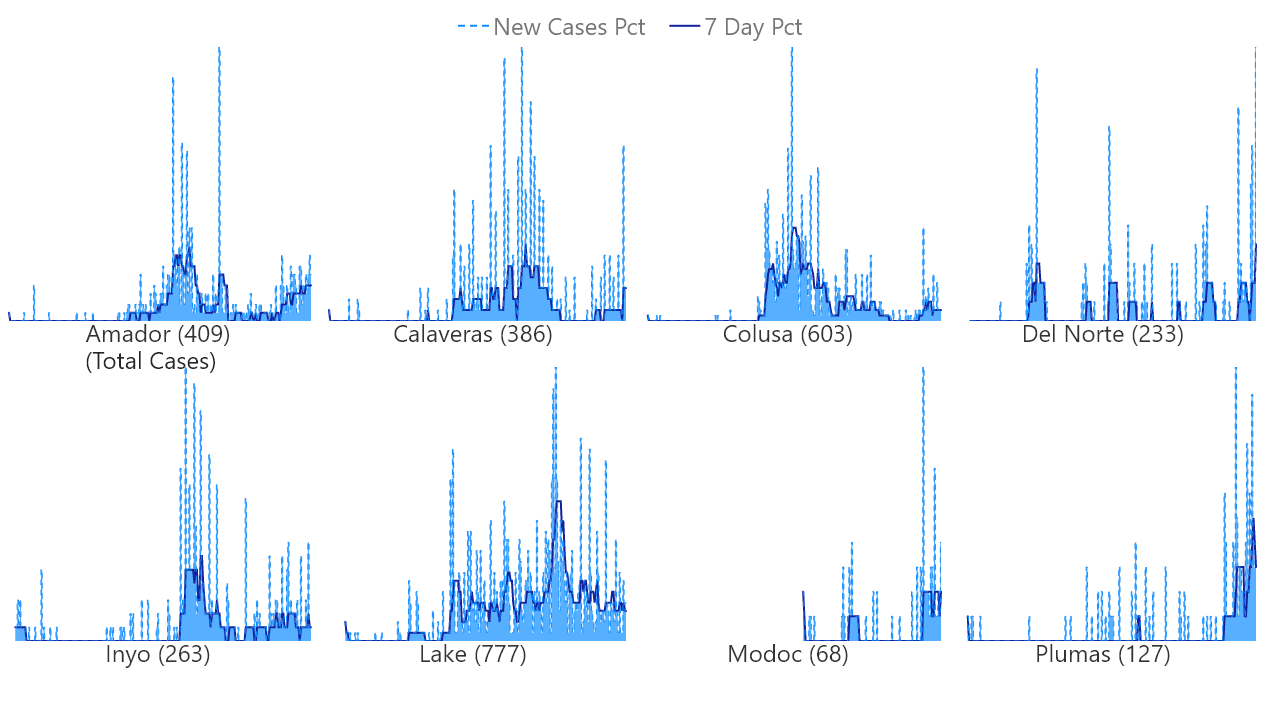 New Cases Pct 7 Day Pct
Amador (409) Calaveras (386) Colusa (603) Del Norte (233)
(Total Cases)
Inyo (263) Lake (777) Modoc (68) Plumas (127)